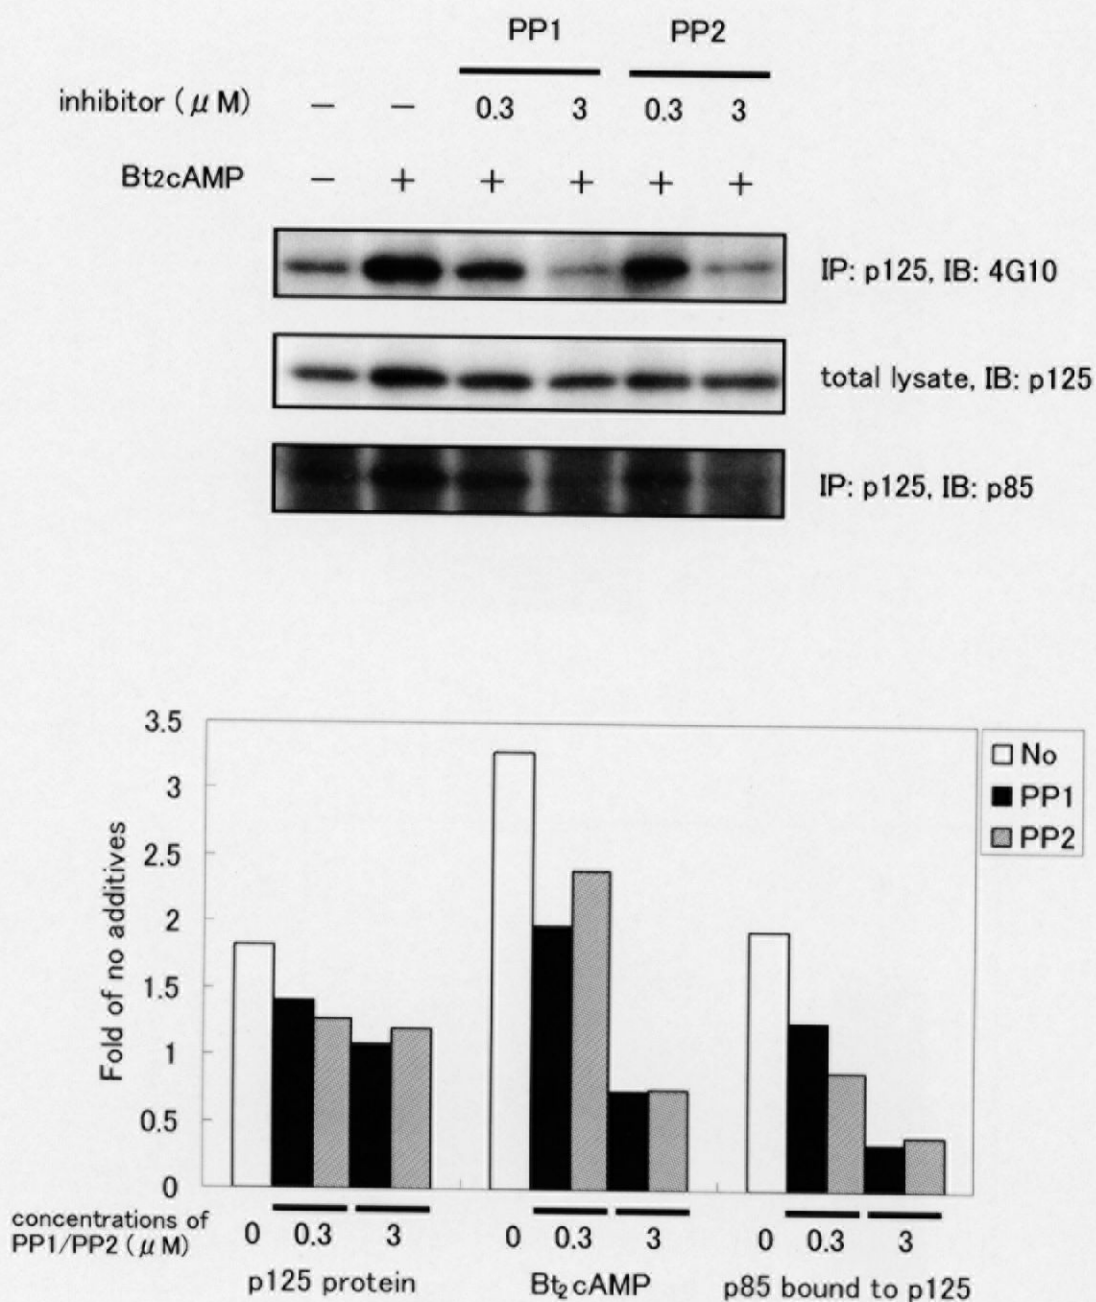 PP1 PP2
inhibitor (μM) − − 0.3 3 0.3 3
Bt2cAMP − + + + + +
IP: p125, IB: 4G10
total lysate, IB: p125
IP: p125, IB: p85
3.5
3
2.5
2
1.5
1
0.5
0
Fold of no additives
No
PP1
PP2
concentrations of
PP1/PP2 (μM) 0 0.3 3 0 0.3 3 0 0.3 3
p125 protein Bt2cAMP p85 bound to p125